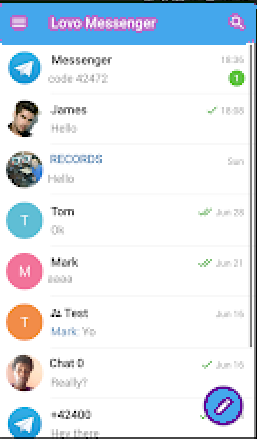 Lovo Messenger
Messenger 18:36
code 42472 1
James 18:08
Hello
RECORDS Sun
Hello
T Tom Jun 28
Ok
M Mark Jun 21
aaaa
T Test Jun 16
Mark: Yo
Chat D Jun 16
Really?
+42400
Hey there